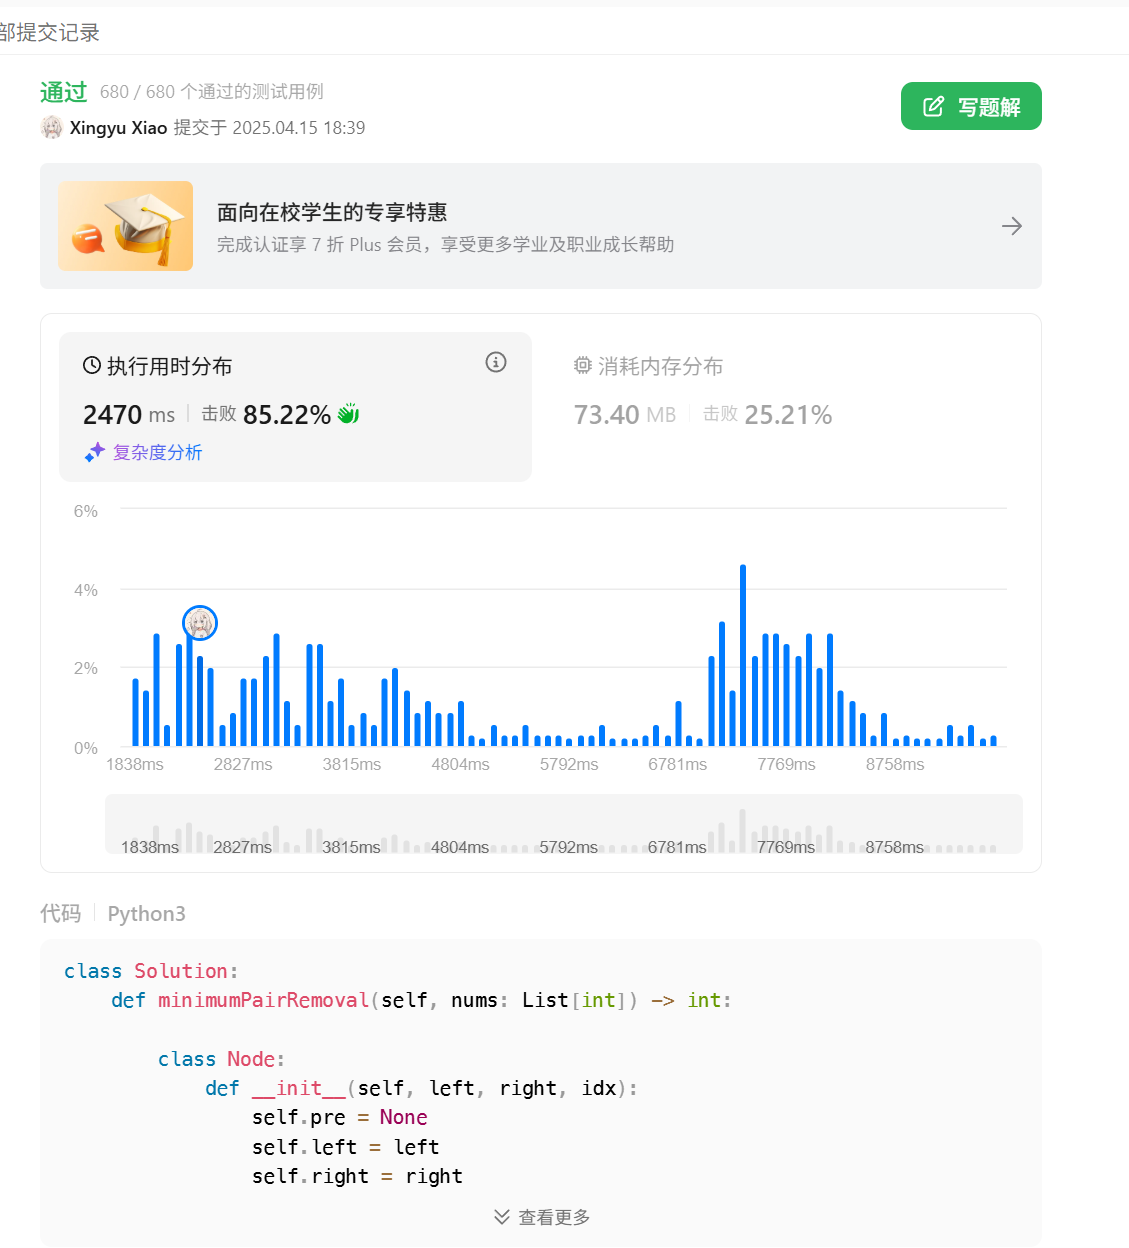 部提交记录
通过 680 / 680 个通过的测试用例
写题解
Xingyu Xiao 提交于 2025.04.15 18:39
面向在校学生的专享特惠
完成认证享 7 折 Plus 会员，享受更多学业及职业成长帮助
执行用时分布
2470 ms 击败 85.22%
复杂度分析
消耗内存分布
73.40 MB 击败 25.21%
6%
4%
2%
0%
1838ms 2827ms 3815ms 4804ms 5792ms 6781ms 7769ms 8758ms
1838ms 2827ms 3815ms 4804ms 5792ms 6781ms 7769ms 8758ms
代码 Python3
class Solution:
    def minimumPairRemoval(self, nums: List[int]) -> int:
        class Node:
            def __init__(self, left, right, idx):
                self.pre = None
                self.left = left
                self.right = right
查看更多